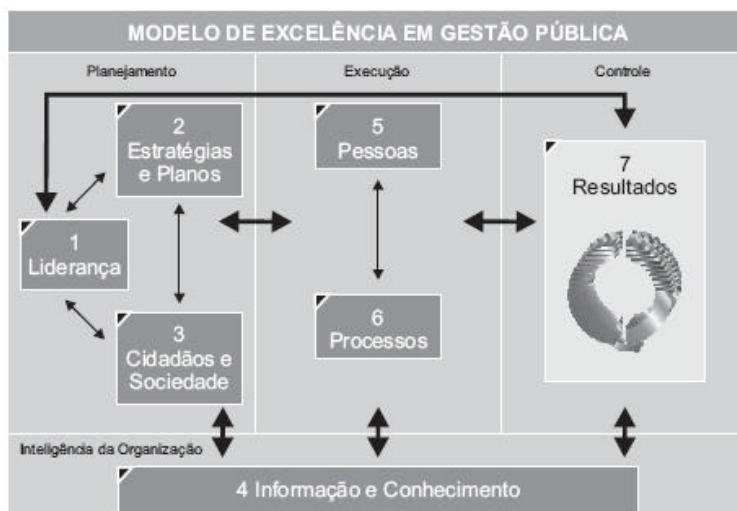 MODELO DE EXCELÊNCIA EM GESTÃO PÚBLICA
Planejamento
Execução
Controle
2
Estratégias
e Planos
5
Pessoas
7
Resultados
1
Liderança
3
Cidadãos e
Sociedade
6
Processos
Inteligência da Organização
4 Informação e Conhecimento